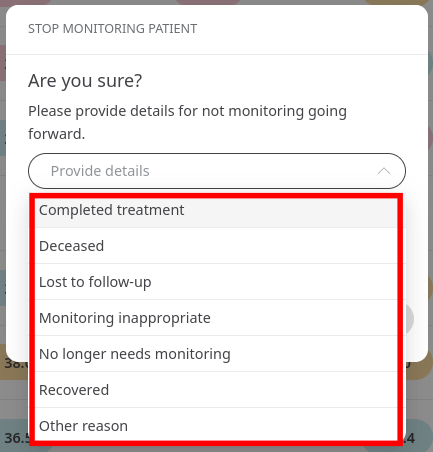 STOP MONITORING PATIENT
Are you sure?
Please provide details for not monitoring going
forward.
Provide details
Completed treatment
Deceased
Lost to follow-up
Monitoring inappropriate
No longer needs monitoring
Recovered
Other reason